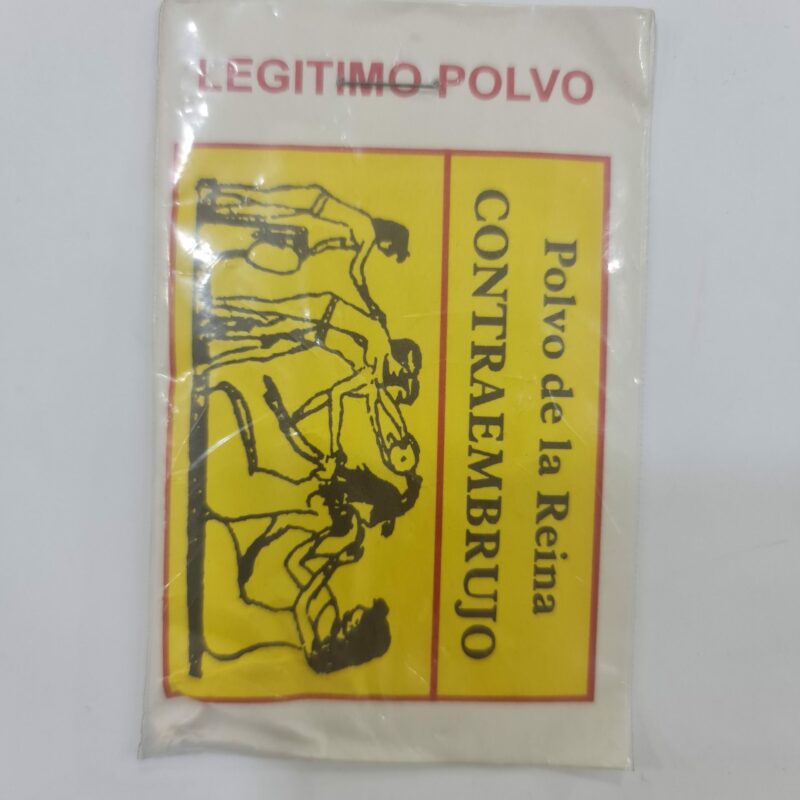 LEGITIMO POLVO
Polvo de la Reina
CONTRAEMBRUJO